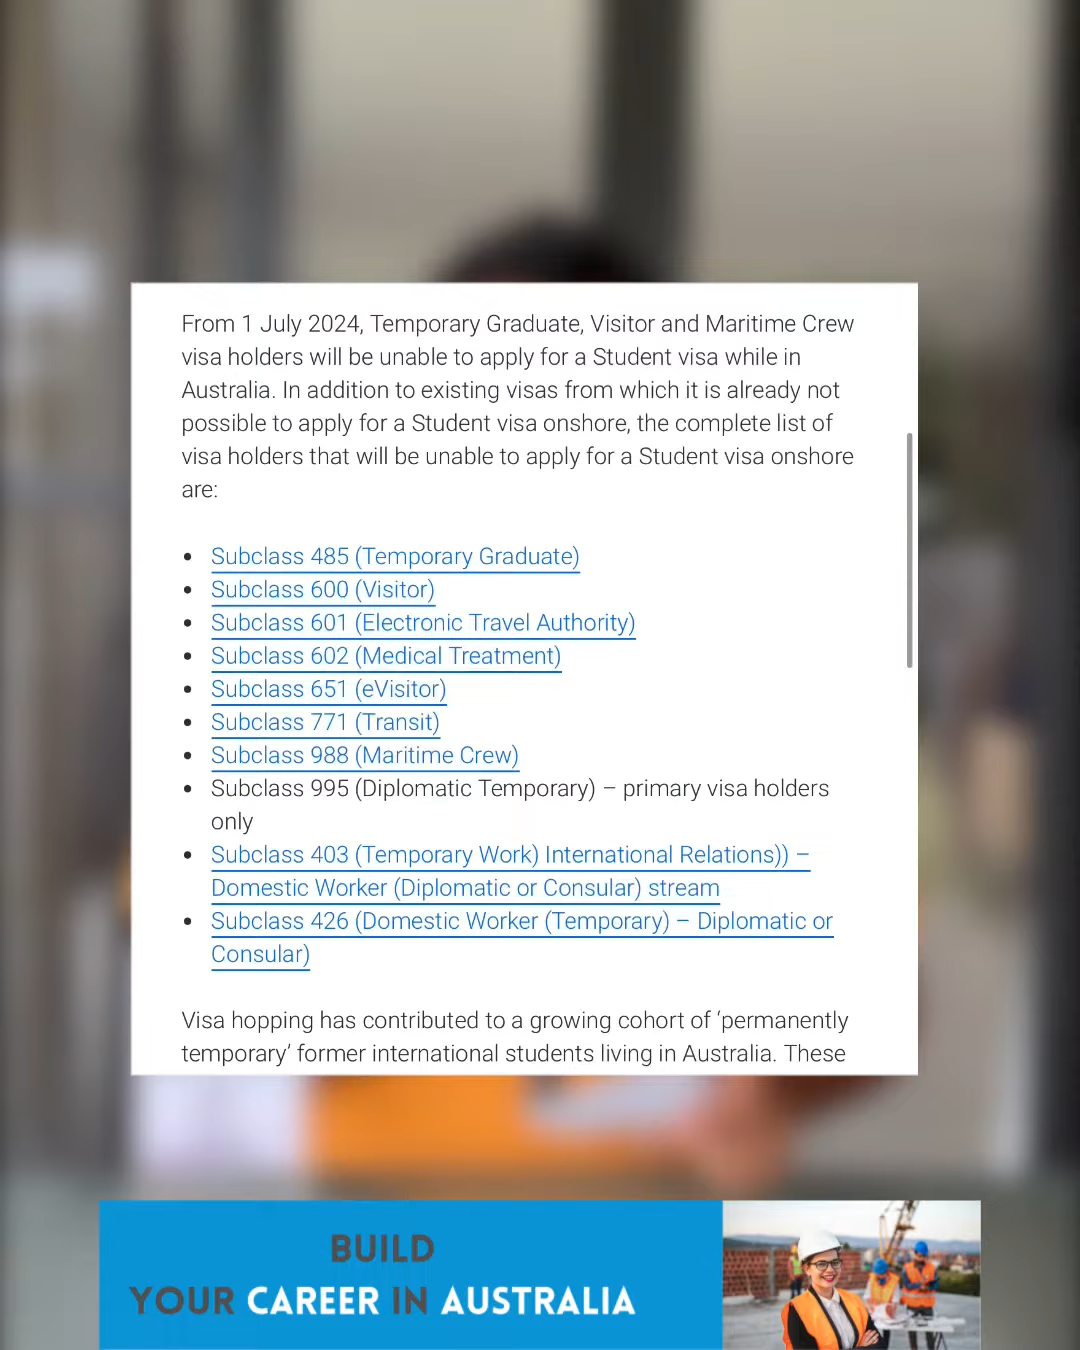 From 1 July 2024, Temporary Graduate, Visitor and Maritime Crew
visa holders will be unable to apply for a Student visa while in
Australia. In addition to existing visas from which it is already not
possible to apply for a Student visa onshore, the complete list of
visa holders that will be unable to apply for a Student visa onshore
are:
• Subclass 485 (Temporary Graduate)
• Subclass 600 (Visitor)
• Subclass 601 (Electronic Travel Authority)
• Subclass 602 (Medical Treatment)
• Subclass 651 (eVisitor)
• Subclass 771 (Transit)
• Subclass 988 (Maritime Crew)
• Subclass 995 (Diplomatic Temporary) – primary visa holders
only
• Subclass 403 (Temporary Work) International Relations)) –
Domestic Worker (Diplomatic or Consular) stream
• Subclass 426 (Domestic Worker (Temporary) – Diplomatic or
Consular)
Visa hopping has contributed to a growing cohort of ‘permanently
temporary’ former international students living in Australia. These
BUILD
YOUR CAREER IN AUSTRALIA